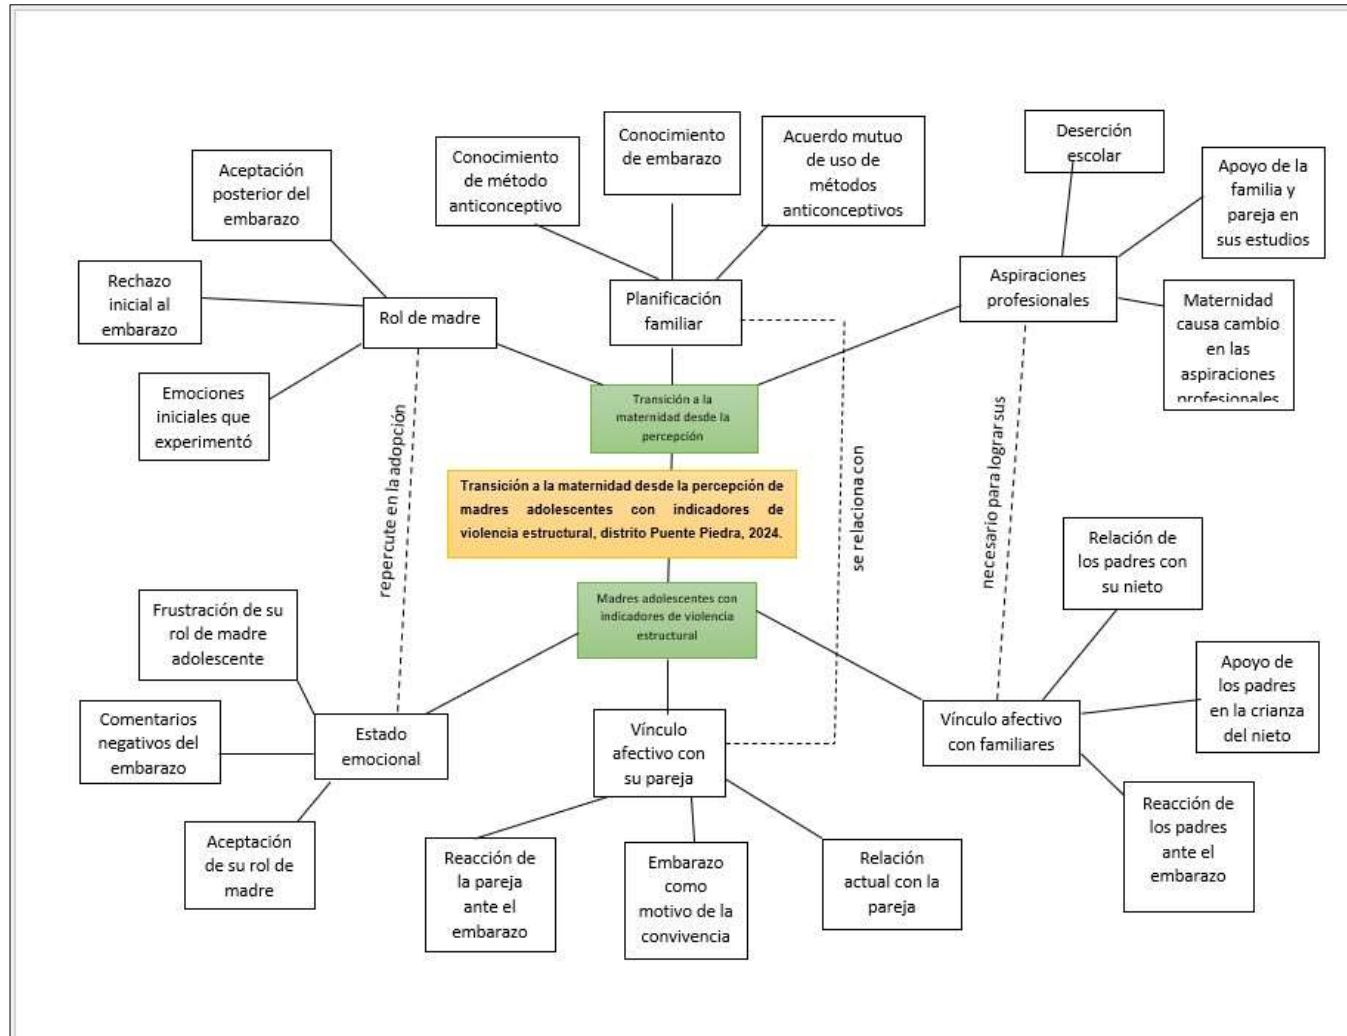 Deserción
escolar
Conocimiento
de embarazo
Acuerdo mutuo
de uso de
métodos
anticonceptivos
Conocimiento
de método
anticonceptivo
Aceptación
posterior del
embarazo
Apoyo de la
familia y
pareja en
sus estudios
Rechazo
inicial al
embarazo
Rol de madre
Planificación
familiar
Aspiraciones
profesionales
Maternidad
causa cambio
en las
aspiraciones
profesionales
Emociones
iniciales que
experimentó
Transición a la
maternidad desde la
percepción
repercute en la adopción
se relaciona con
necesario para lograr sus
Transición a la maternidad desde la percepción de
madres adolescentes con indicadores de
violencia estructural, distrito Puente Piedra, 2024.
Madres adolescentes con
indicadores de violencia
estructural
Relación de
los padres con
su nieto
Frustración de su
rol de madre
adolescente
Apoyo de
los padres
en la crianza
del nieto
Comentarios
negativos del
embarazo
Estado
emocional
Vínculo
afectivo con
su pareja
Vínculo afectivo
con familiares
Reacción de
los padres
ante el
embarazo
Aceptación
de su rol de
madre
Reacción de
la pareja
ante el
embarazo
Embarazo
como
motivo de la
convivencia
Relación
actual con la
pareja